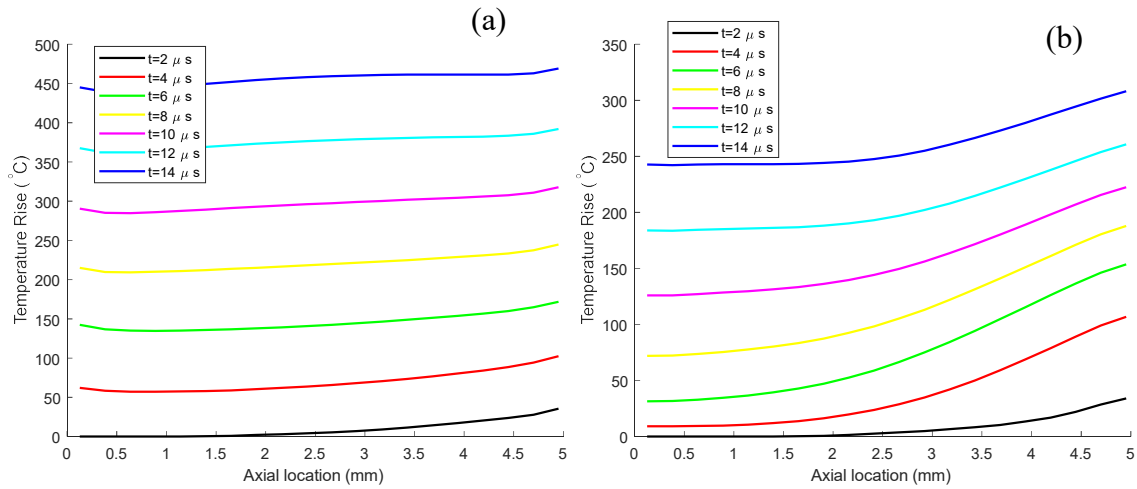 (a)
500
450
400
350
300
250
200
150
100
50
0
Temperature Rise ( °C)
t=2 μ s
t=4 μ s
t=6 μ s
t=8 μ s
t=10 μ s
t=12 μ s
t=14 μ s
0 0.5 1 1.5 2 2.5 3 3.5 4 4.5 5
Axial location (mm)
(b)
350
300
250
200
150
100
50
0
Temperature Rise ( °C)
t=2 μ s
t=4 μ s
t=6 μ s
t=8 μ s
t=10 μ s
t=12 μ s
t=14 μ s
0 0.5 1 1.5 2 2.5 3 3.5 4 4.5 5
Axial location (mm)